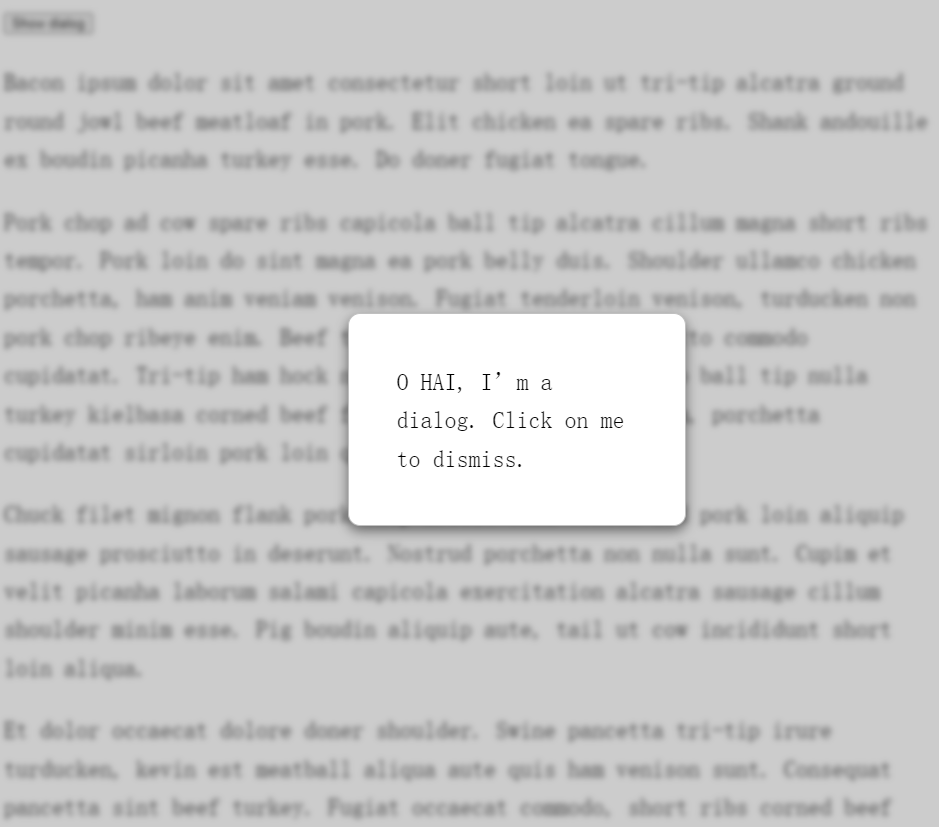 Show dialog
Bacon ipsum dolor sit amet consectetur short loin ut tri-tip alcatra ground
round jowl beef meatloaf in pork. Elit chicken ea spare ribs. Shank andouille
ex boudin picanha turkey esse. Do doner fugiat tongue.
Pork chop ad cow spare ribs capicola ball tip alcatra cillum magna short ribs
tempor. Pork loin do sint magna ea pork belly duis. Shoulder ullamco chicken
porchetta, ham anim veniam venison. Fugiat tenderloin venison, turducken non
pork chop ribeye enim. Beef to commodo
cupidatat. Tri-tip ham hock ball tip nulla
turkey kielbasa corned beef porchetta
cupidatat sirloin pork loin
O HAI, I’m a
dialog. Click on me
to dismiss.
Chuck filet mignon flank pork loin aliquip
sausage prosciutto in deserunt. Nostrud porchetta non nulla sunt. Cupim et
velit picanha laborum salami capicola exercitation alcatra sausage cillum
shoulder minim esse. Pig boudin aliquip aute, tail ut cow incididunt short
loin aliqua.
Et dolor occaecat dolore doner shoulder. Swine pancetta tri-tip irure
turducken, kevin est meatball aliqua aute quis ham venison sunt. Consequat
pancetta sint beef turkey. Fugiat occaecat commodo, short ribs corned beef